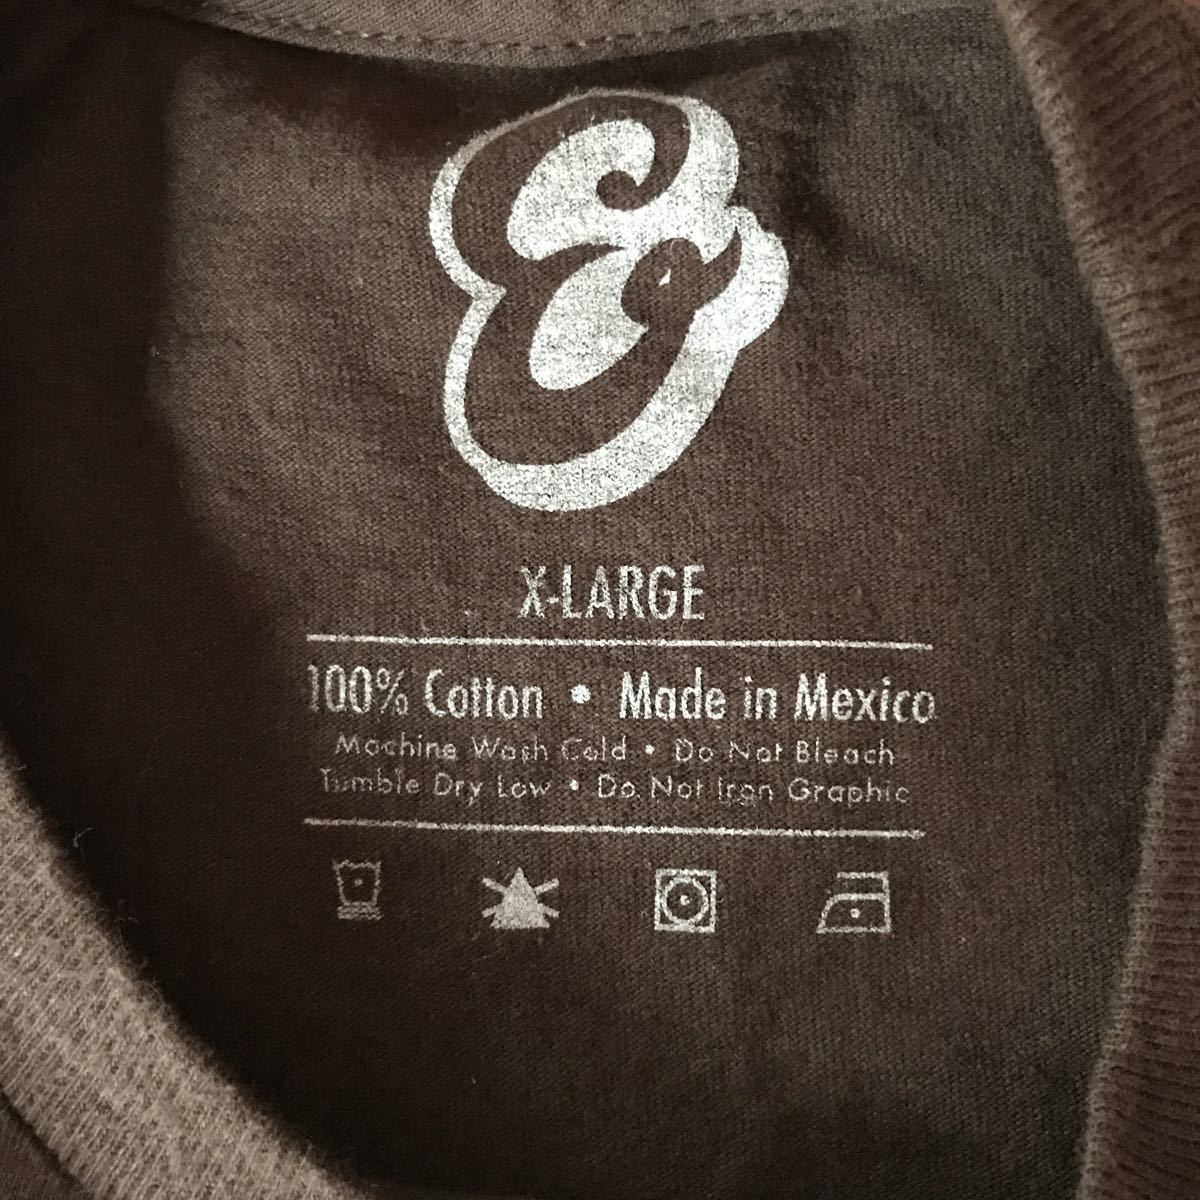 E
X-LARGE
100% Cotton • Made in Mexico
Machine Wash Cold • Do Not Bleach
Tumble Dry Low • Do Not Iron Graphic